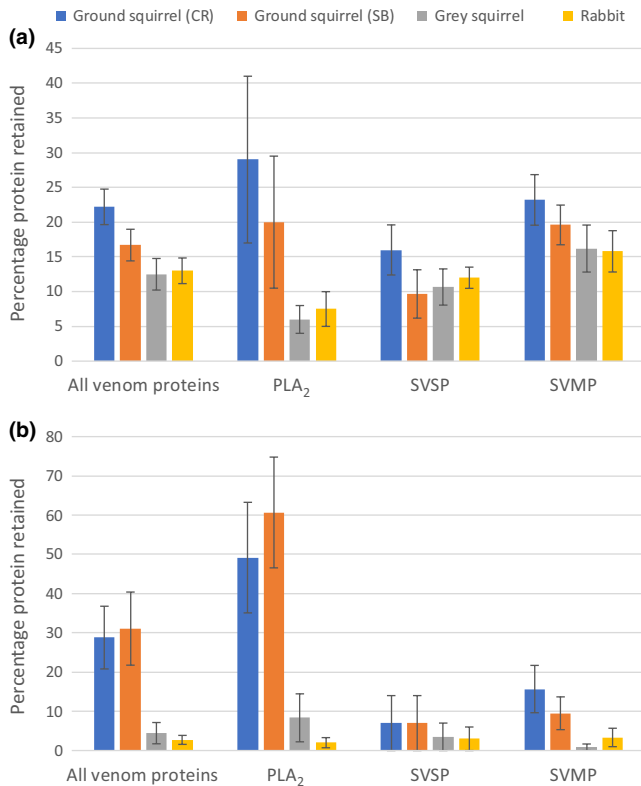 Ground squirrel (CR) Ground squirrel (SB) Grey squirrel Rabbit
(a)
Percentage protein retained
45
40
35
30
25
20
15
10
5
0
All venom proteins PLA₂ SVSP SVMP
(b)
Percentage protein retained
80
70
60
50
40
30
20
10
0
All venom proteins PLA₂ SVSP SVMP